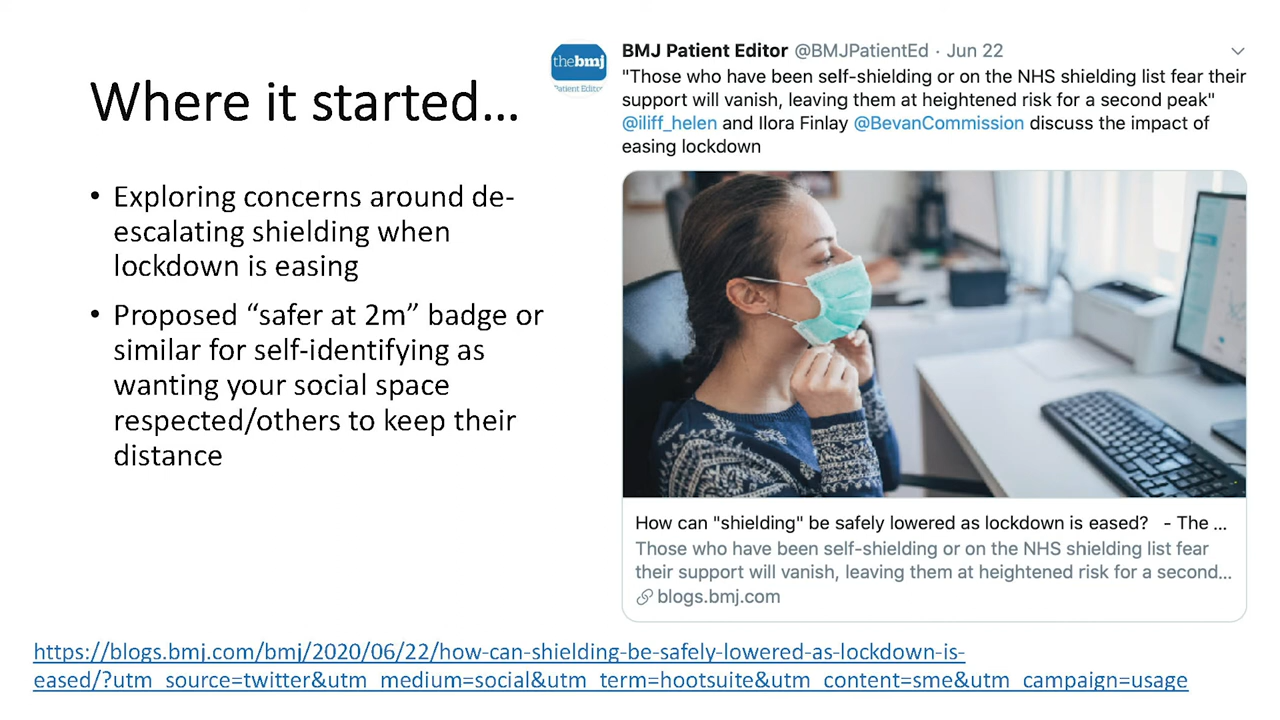 Where it started...
• Exploring concerns around de-
escalating shielding when
lockdown is easing
• Proposed “safer at 2m” badge or
similar for self-identifying as
wanting your social space
respected/others to keep their
distance
thebmj
Patient Editor
BMJ Patient Editor @BMJPatientEd · Jun 22
"Those who have been self-shielding or on the NHS shielding list fear their
support will vanish, leaving them at heightened risk for a second peak"
@iliff_helen and Ilora Finlay @BevanCommission discuss the impact of
easing lockdown
How can "shielding" be safely lowered as lockdown is eased? - The ...
Those who have been self-shielding or on the NHS shielding list fear
their support will vanish, leaving them at heightened risk for a second...
blogs.bmj.com
https://blogs.bmj.com/bmj/2020/06/22/how-can-shielding-be-safely-lowered-as-lockdown-is-
eased/?utm_source=twitter&utm_medium=social&utm_term=hootsuite&utm_content=sme&utm_campaign=usage